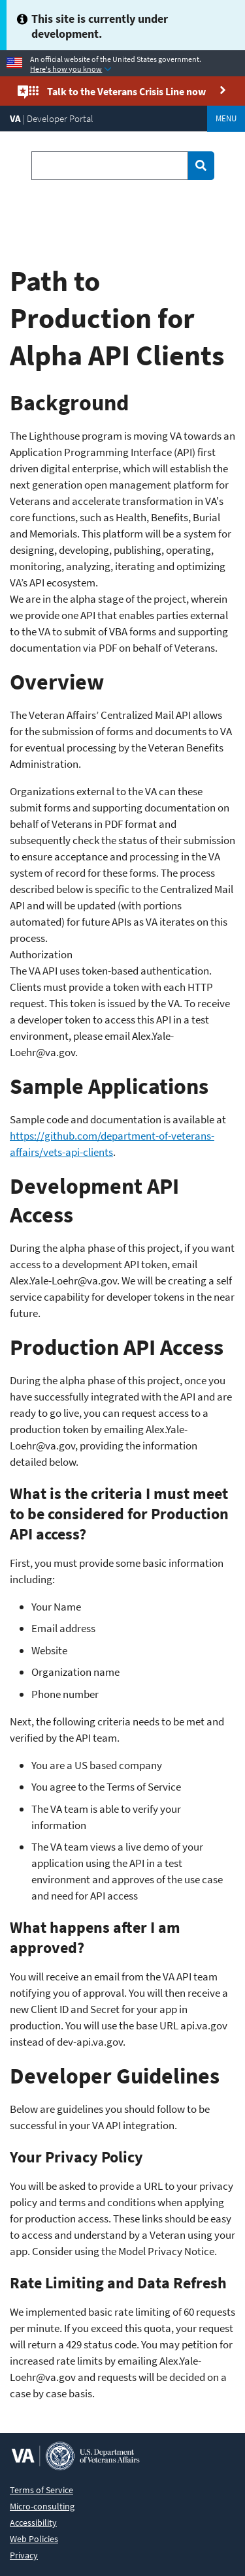 This site is currently under
development.
An official website of the United States government.
Here's how you know
Talk to the Veterans Crisis Line now
VA | Developer Portal
MENU
Path to
Production for
Alpha API Clients
Background
The Lighthouse program is moving VA towards an
Application Programming Interface (API) first
driven digital enterprise, which will establish the
next generation open management platform for
Veterans and accelerate transformation in VA's
core functions, such as Health, Benefits, Burial
and Memorials. This platform will be a system for
designing, developing, publishing, operating,
monitoring, analyzing, iterating and optimizing
VA's API ecosystem.
We are in the alpha stage of the project, wherein
we provide one API that enables parties external
to the VA to submit of VBA forms and supporting
documentation via PDF on behalf of Veterans.
Overview
The Veteran Affairs' Centralized Mail API allows
for the submission of forms and documents to VA
for eventual processing by the Veteran Benefits
Administration.
Organizations external to the VA can these
submit forms and supporting documentation on
behalf of Veterans in PDF format and
subsequently check the status of their submission
to ensure acceptance and processing in the VA
system of record for these forms. The process
described below is specific to the Centralized Mail
API and will be updated (with portions
automated) for future APIs as VA iterates on this
process.
Authorization
The VA API uses token-based authentication.
Clients must provide a token with each HTTP
request. This token is issued by the VA. To receive
a developer token to access this API in a test
environment, please email Alex.Yale-
Loehr@va.gov.
Sample Applications
Sample code and documentation is available at
https://github.com/department-of-veterans-
affairs/vets-api-clients.
Development API
Access
During the alpha phase of this project, if you want
access to a development API token, email
Alex.Yale-Loehr@va.gov. We will be creating a self
service capability for developer tokens in the near
future.
Production API Access
During the alpha phase of this project, once you
have successfully integrated with the API and are
ready to go live, you can request access to a
production token by emailing Alex.Yale-
Loehr@va.gov, providing the information
detailed below.
What is the criteria I must meet
to be considered for Production
API access?
First, you must provide some basic information
including:
Your Name
Email address
Website
Organization name
Phone number
Next, the following criteria needs to be met and
verified by the API team.
You are a US based company
You agree to the Terms of Service
The VA team is able to verify your
information
The VA team views a live demo of your
application using the API in a test
environment and approves of the use case
and need for API access
What happens after I am
approved?
You will receive an email from the VA API team
notifying you of approval. You will then receive a
new Client ID and Secret for your app in
production. You will use the base URL api.va.gov
instead of dev-api.va.gov.
Developer Guidelines
Below are guidelines you should follow to be
successful in your VA API integration.
Your Privacy Policy
You will be asked to provide a URL to your privacy
policy and terms and conditions when applying
for production access. These links should be easy
to access and understand by a Veteran using your
app. Consider using the Model Privacy Notice.
Rate Limiting and Data Refresh
We implemented basic rate limiting of 60 requests
per minute. If you exceed this quota, your request
will return a 429 status code. You may petition for
increased rate limits by emailing Alex.Yale-
Loehr@va.gov and requests will be decided on a
case by case basis.
VA
U.S. Department
of Veterans Affairs
Terms of Service
Micro-consulting
Accessibility
Web Policies
Privacy